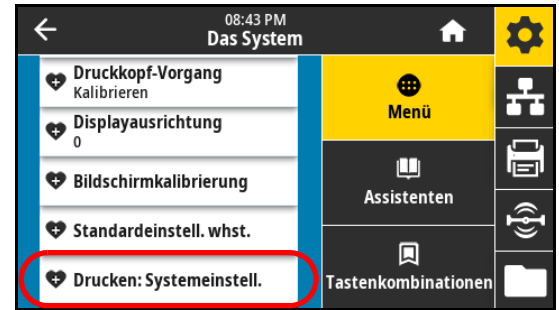 08:43 PM
Das System
Druckkopf-Vorgang
Kalibrieren
Displayausrichtung
0
Bildschirmkalibrierung
Standardeinstell. whst.
Drucken: Systemeinstell.
Menü
Assistenten
Tastenkombinationen